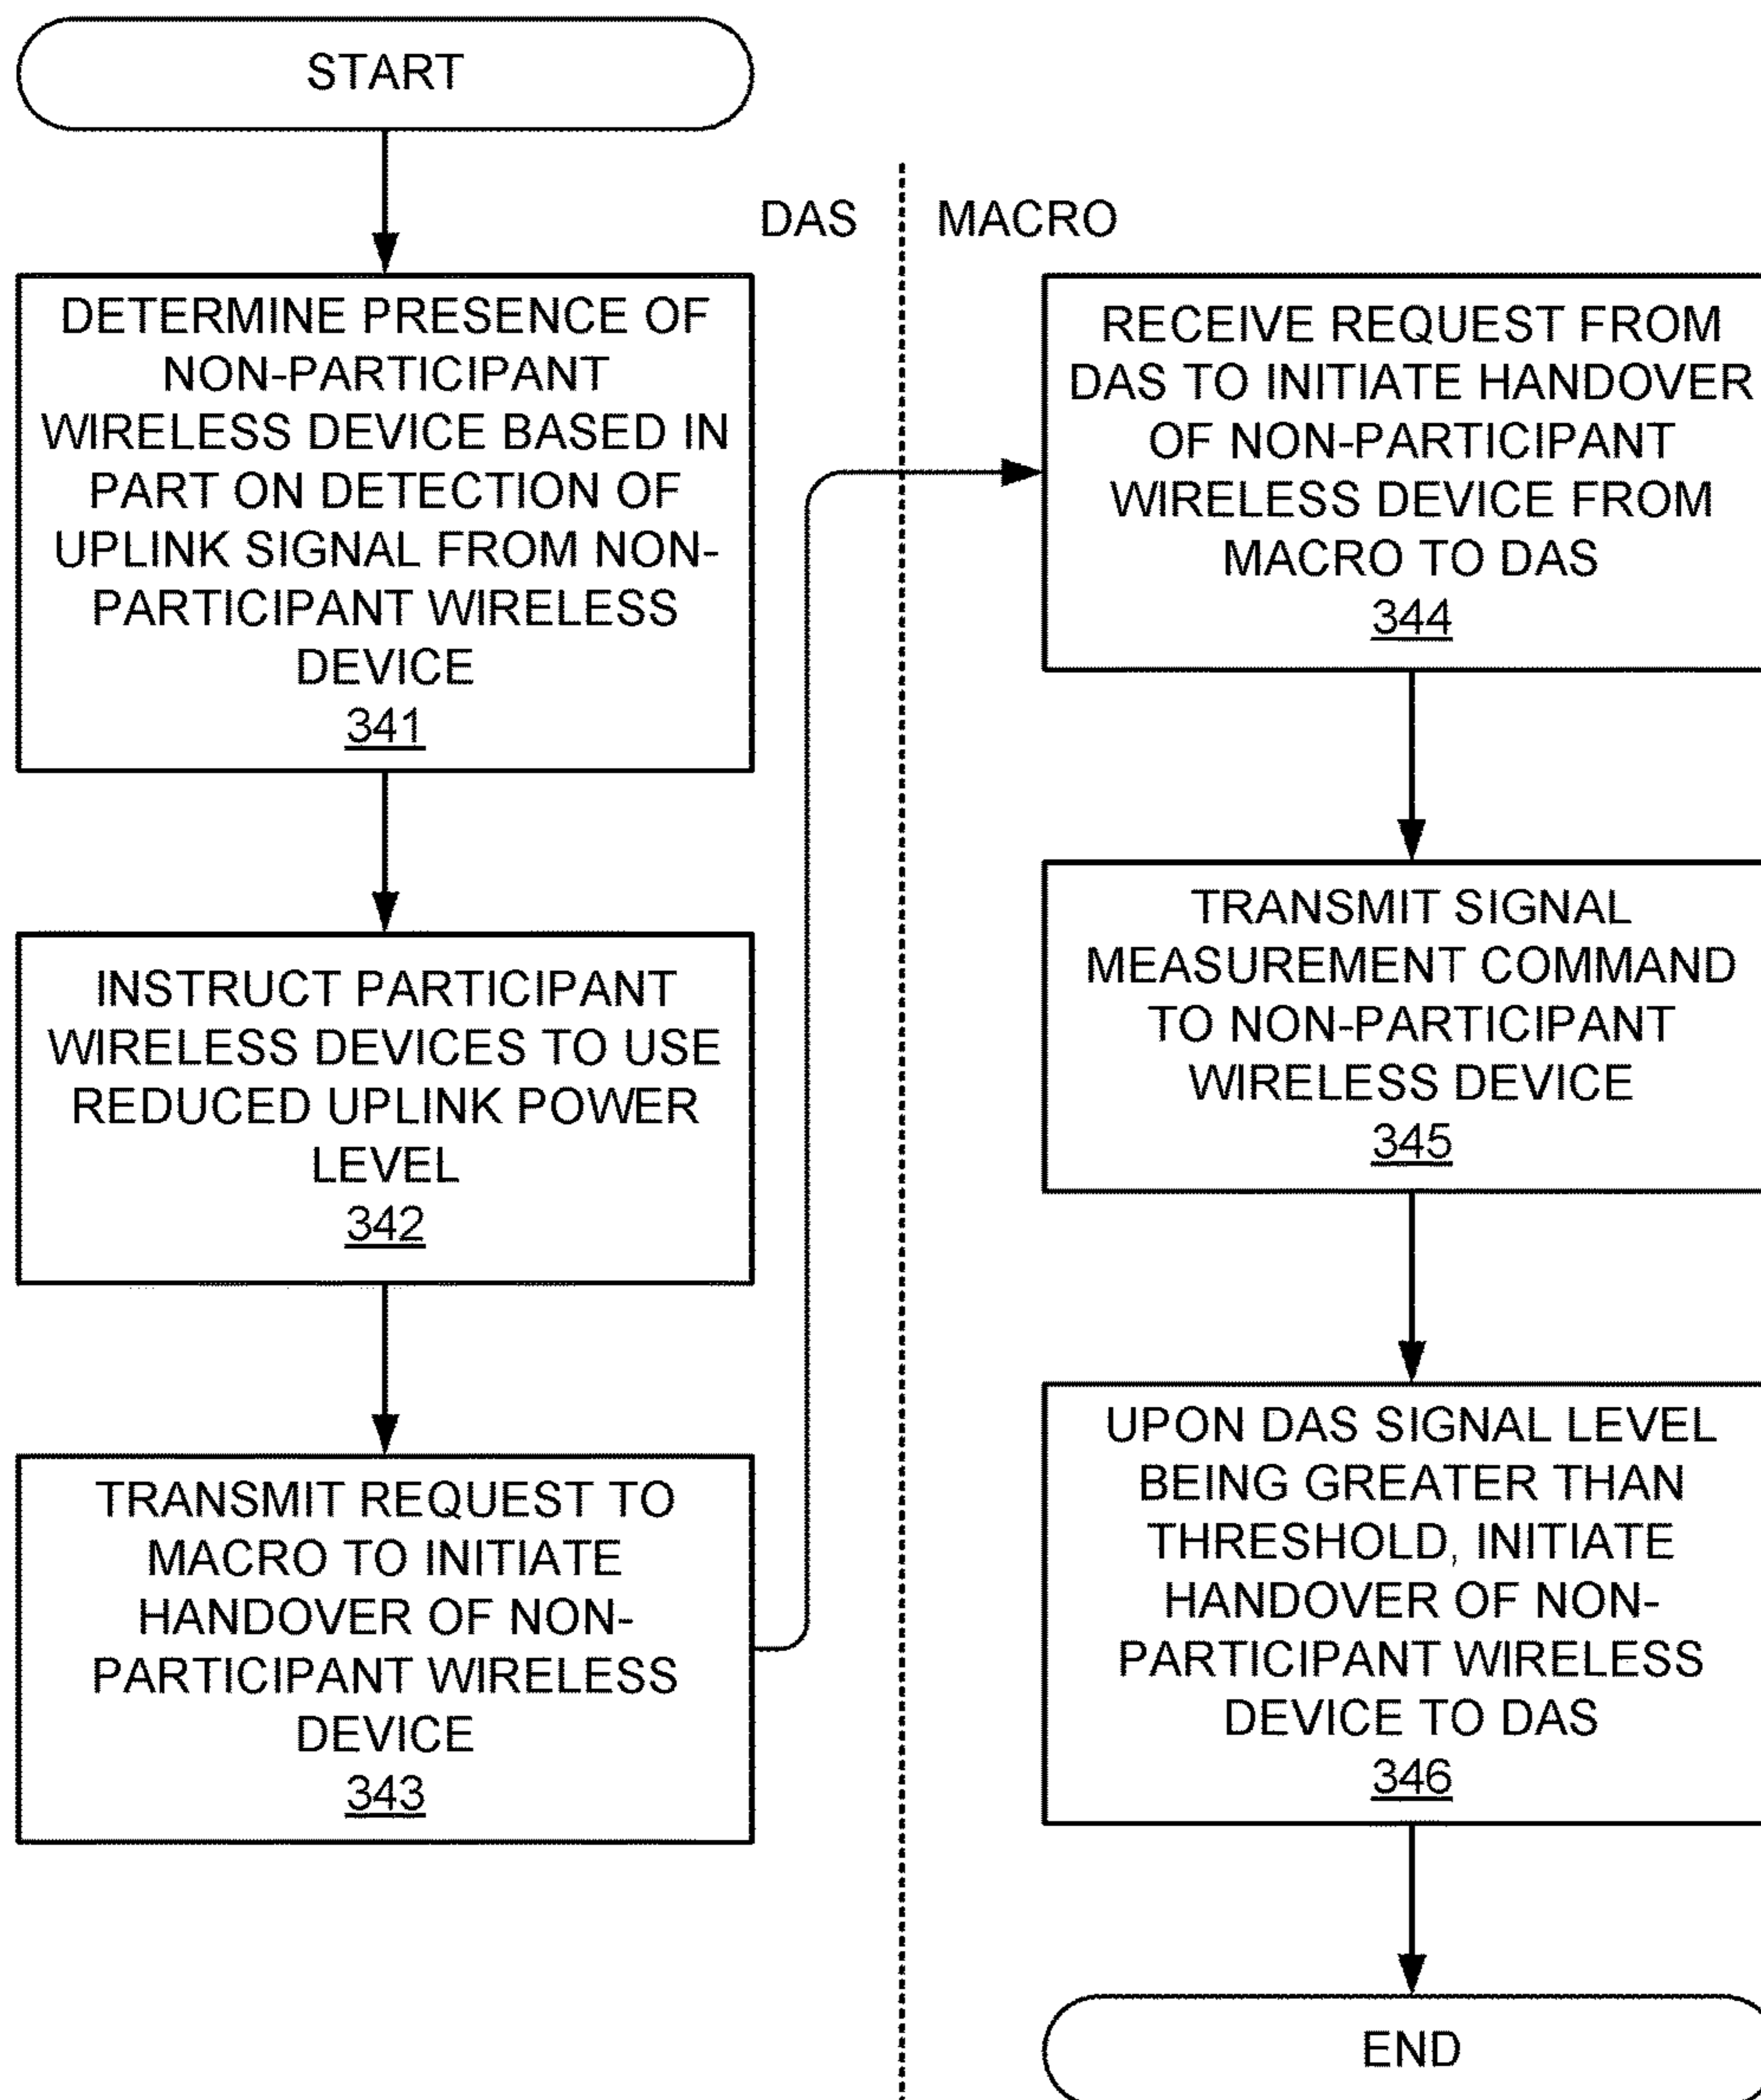 START
DAS
MACRO
DETERMINE PRESENCE OF
NON-PARTICIPANT
WIRELESS DEVICE BASED IN
PART ON DETECTION OF
UPLINK SIGNAL FROM NON-
PARTICIPANT WIRELESS
DEVICE
341
INSTRUCT PARTICIPANT
WIRELESS DEVICES TO USE
REDUCED UPLINK POWER
LEVEL
342
TRANSMIT REQUEST TO
MACRO TO INITIATE
HANDOVER OF NON-
PARTICIPANT WIRELESS
DEVICE
343
RECEIVE REQUEST FROM
DAS TO INITIATE HANDOVER
OF NON-PARTICIPANT
WIRELESS DEVICE FROM
MACRO TO DAS
344
TRANSMIT SIGNAL
MEASUREMENT COMMAND
TO NON-PARTICIPANT
WIRELESS DEVICE
345
UPON DAS SIGNAL LEVEL
BEING GREATER THAN
THRESHOLD, INITIATE
HANDOVER OF NON-
PARTICIPANT WIRELESS
DEVICE TO DAS
346
END